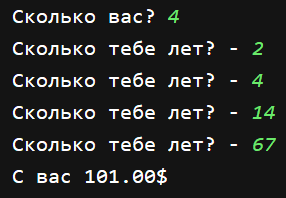 Сколько вас? 4
Сколько тебе лет? - 2
Сколько тебе лет? - 4
Сколько тебе лет? - 14
Сколько тебе лет? - 67
С вас 101.00$